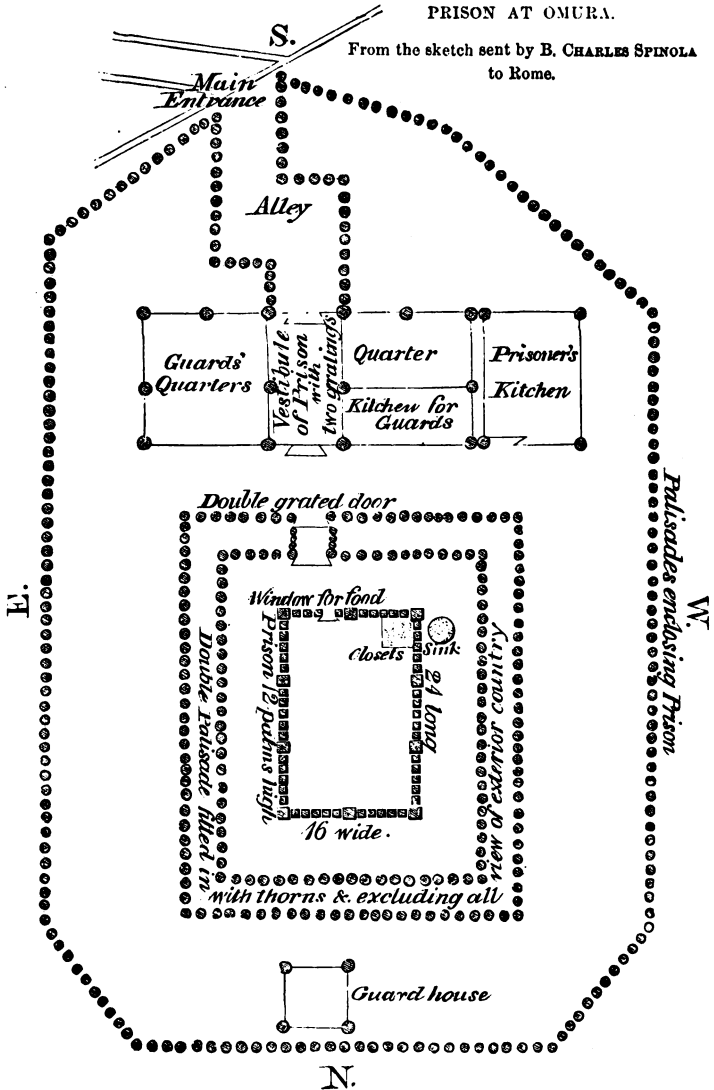 PRISON AT OMURA.
From the sketch sent by B. CHARLES SPINOLA
to Rome.
S.
Main
Entrance
Alley
Guards'
Quarters
Vestibule
of Prison
with
two gratings
Quarter
Kitchen for
Guards
Prisoner's
Kitchen
Double grated door
E.
W.
Palisades enclosing Prison
Window for food
Closets
Sink
Prison 12 palms high
24 long
16 wide.
Double Palisade filled in
with thorns & excluding all
view of exterior country
Guard house
N.